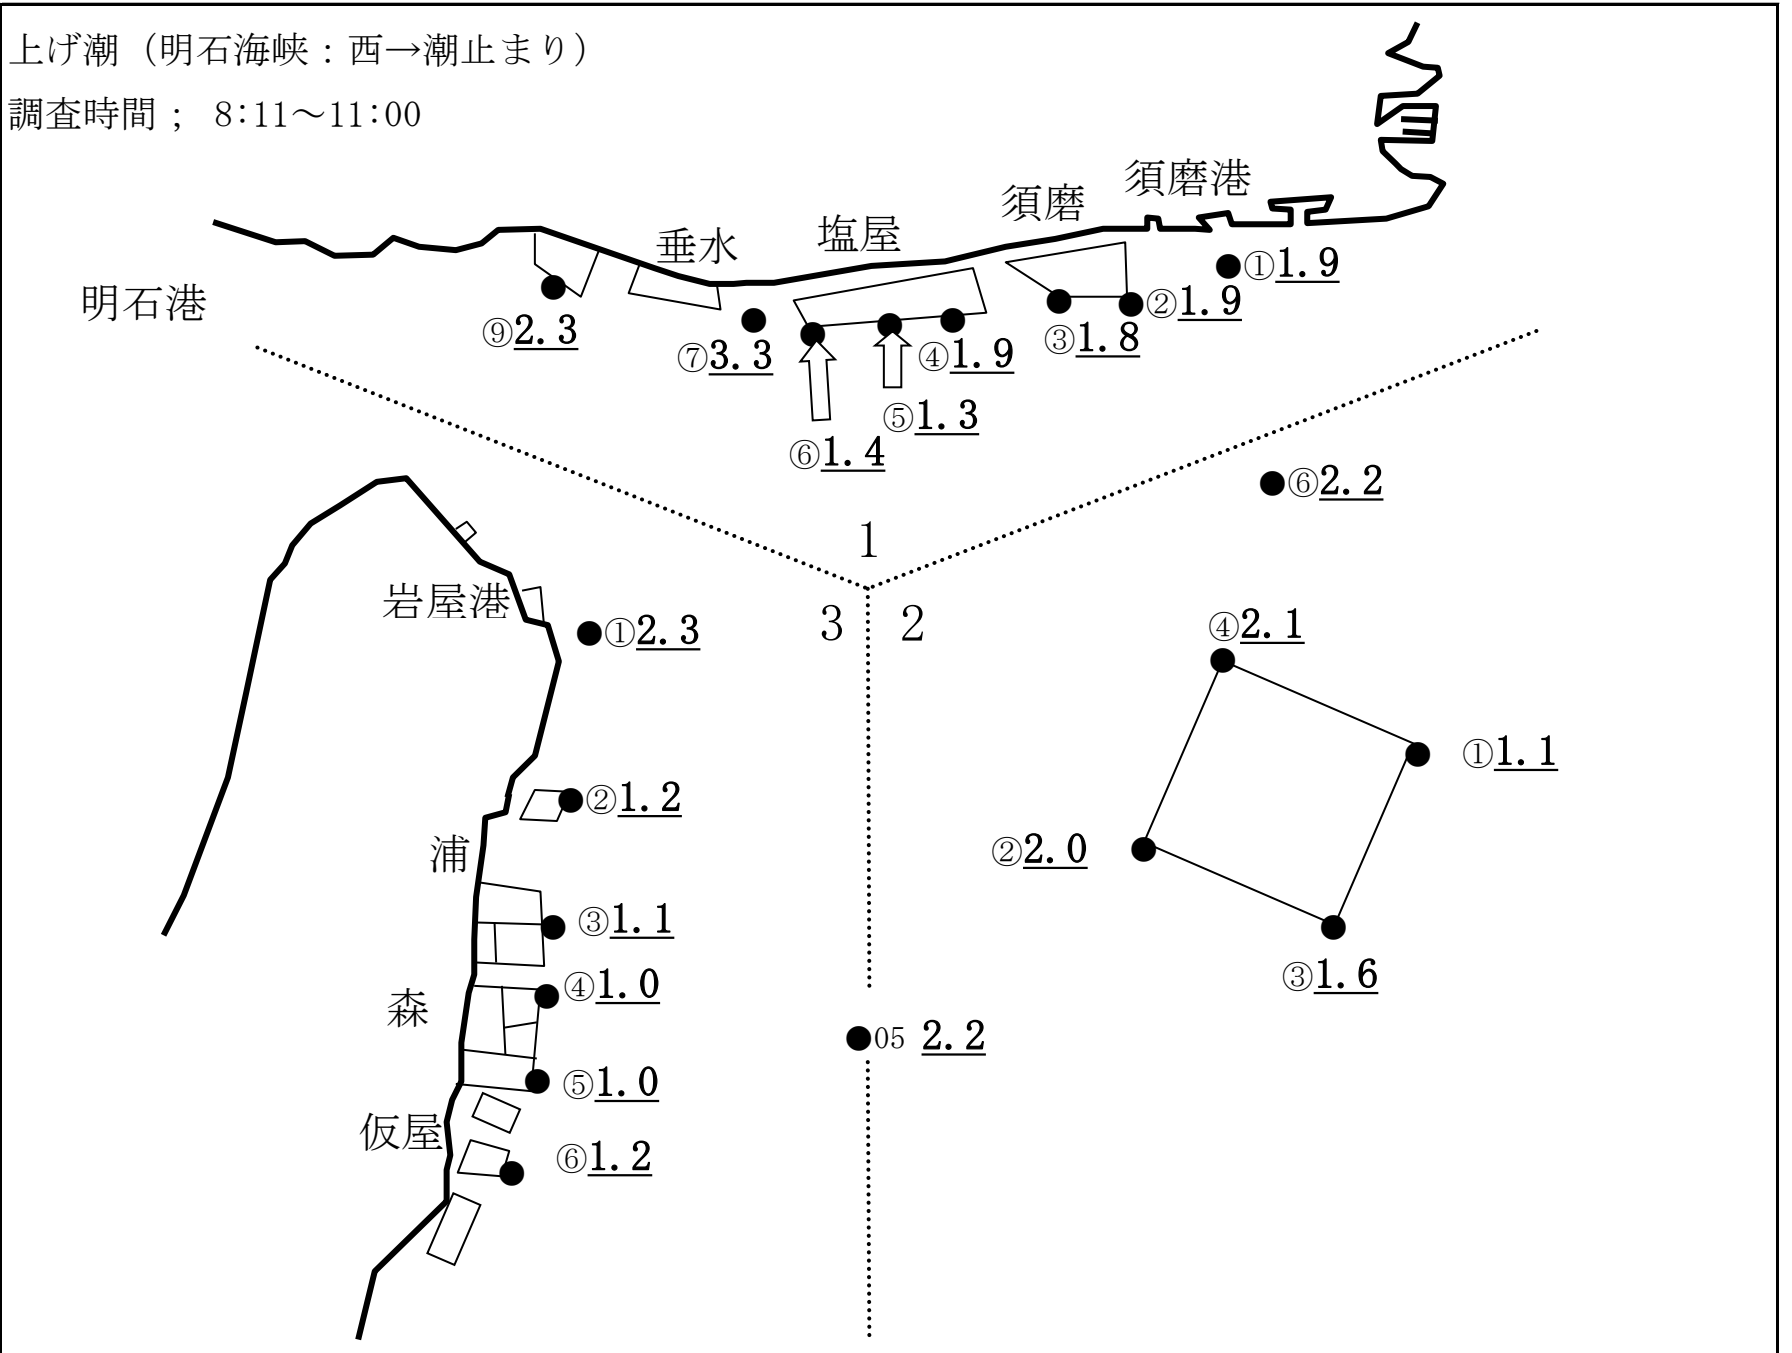 上げ潮（明石海峡：西→潮止まり）
調査時間； 8:11～11:00
須磨港
須磨
塩屋
垂水
明石港
①1.9
②1.9
③1.8
④1.9
⑤1.3
⑥1.4
⑦3.3
⑨2.3
⑥2.2
1
3
2
岩屋港
①2.3
④2.1
①1.1
②2.0
③1.6
②1.2
浦
③1.1
④1.0
森
05 2.2
⑤1.0
仮屋
⑥1.2